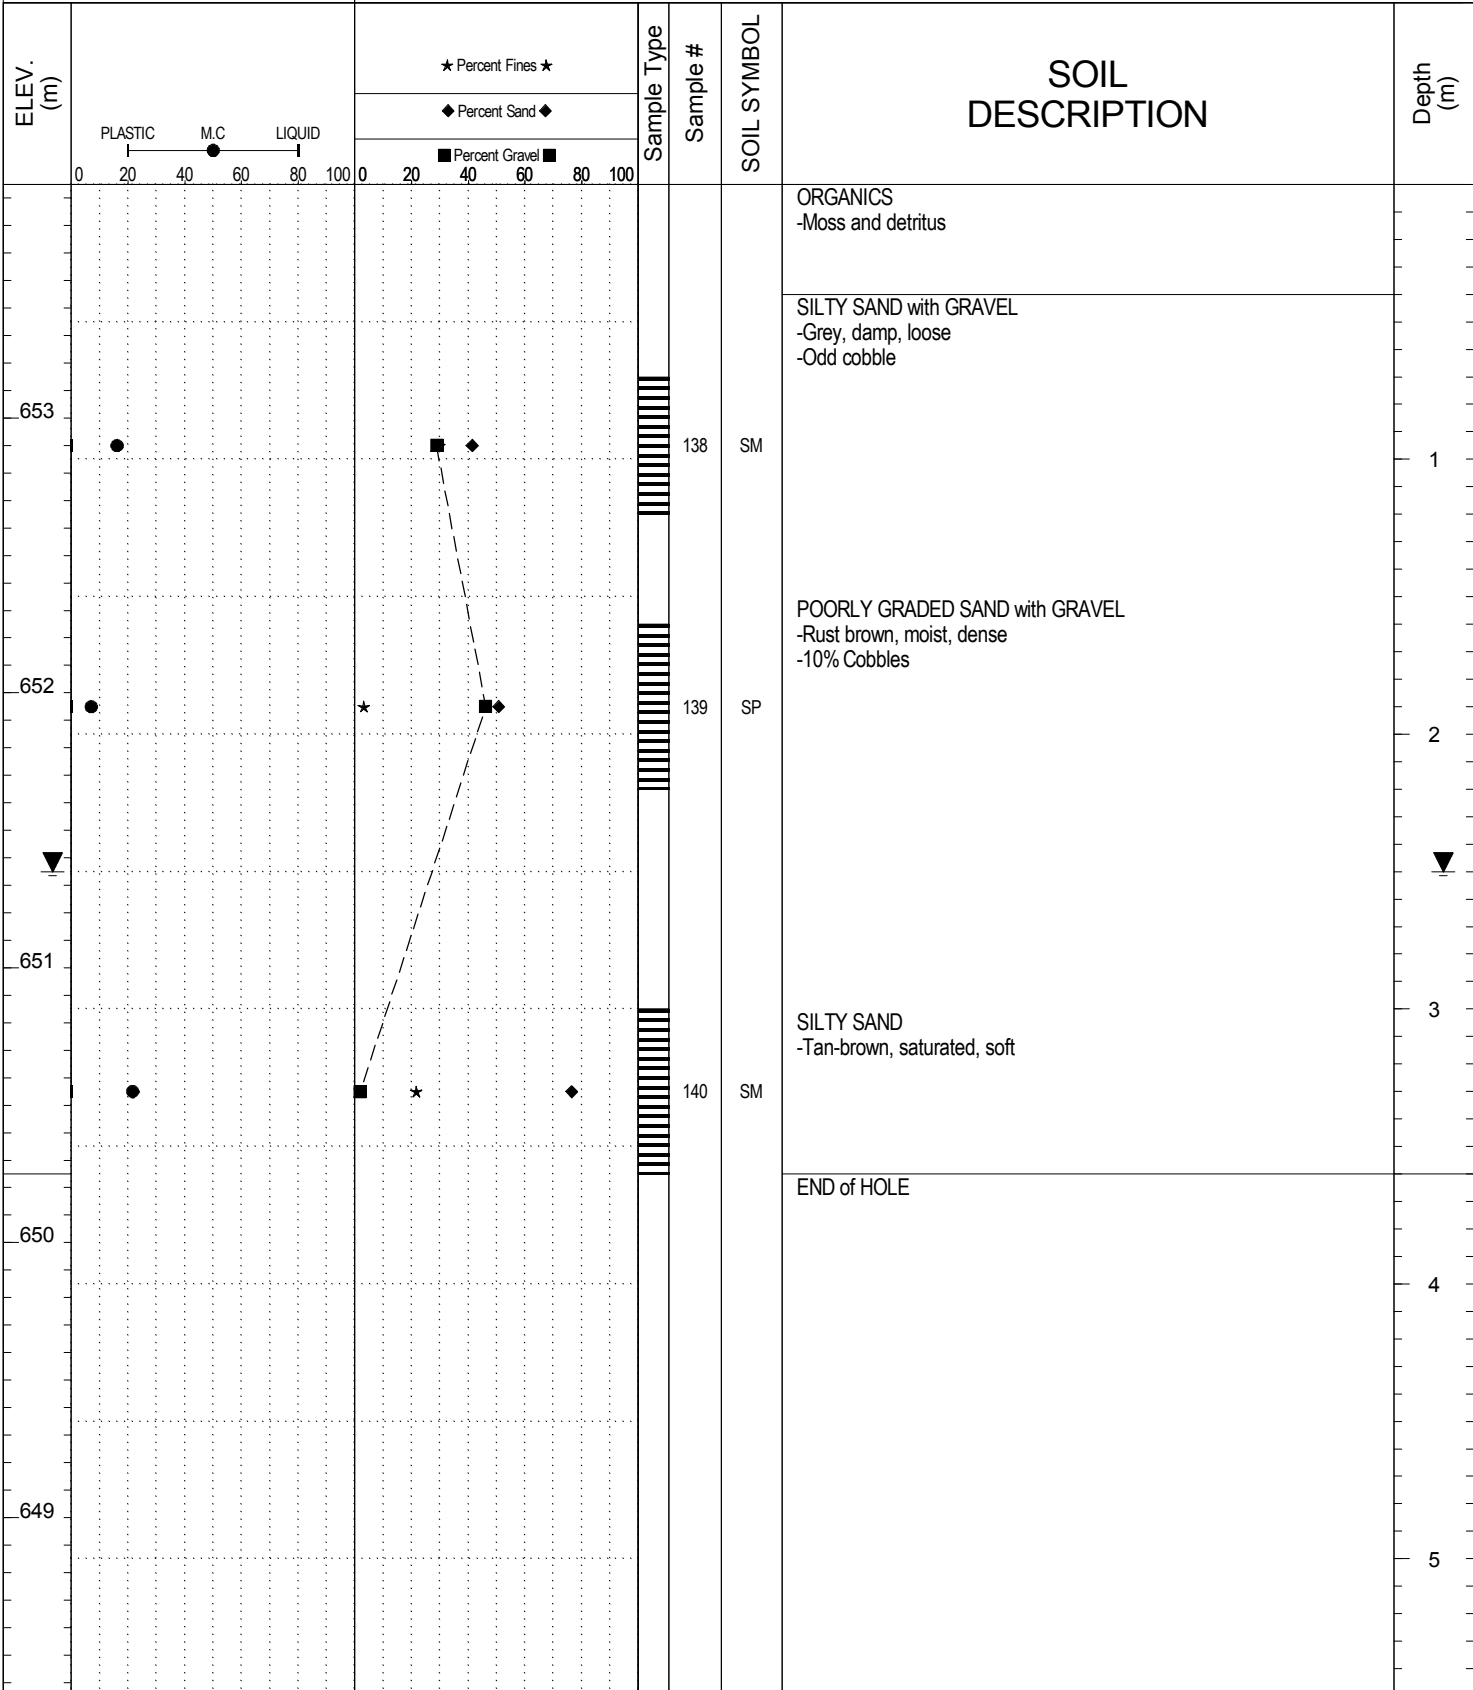 ELEV.
(m)
PLASTIC M.C LIQUID
0 20 40 60 80 100
★ Percent Fines ★
◆ Percent Sand ◆
■ Percent Gravel ■
0 20 40 60 80 100
Sample Type
Sample #
SOIL SYMBOL
SOIL
DESCRIPTION
Depth
(m)
ORGANICS
-Moss and detritus
SILTY SAND with GRAVEL
-Grey, damp, loose
-Odd cobble
653
138 SM
1
POORLY GRADED SAND with GRAVEL
-Rust brown, moist, dense
-10% Cobbles
652
139 SP
2
651
3
SILTY SAND
-Tan-brown, saturated, soft
140 SM
END of HOLE
650
4
649
5